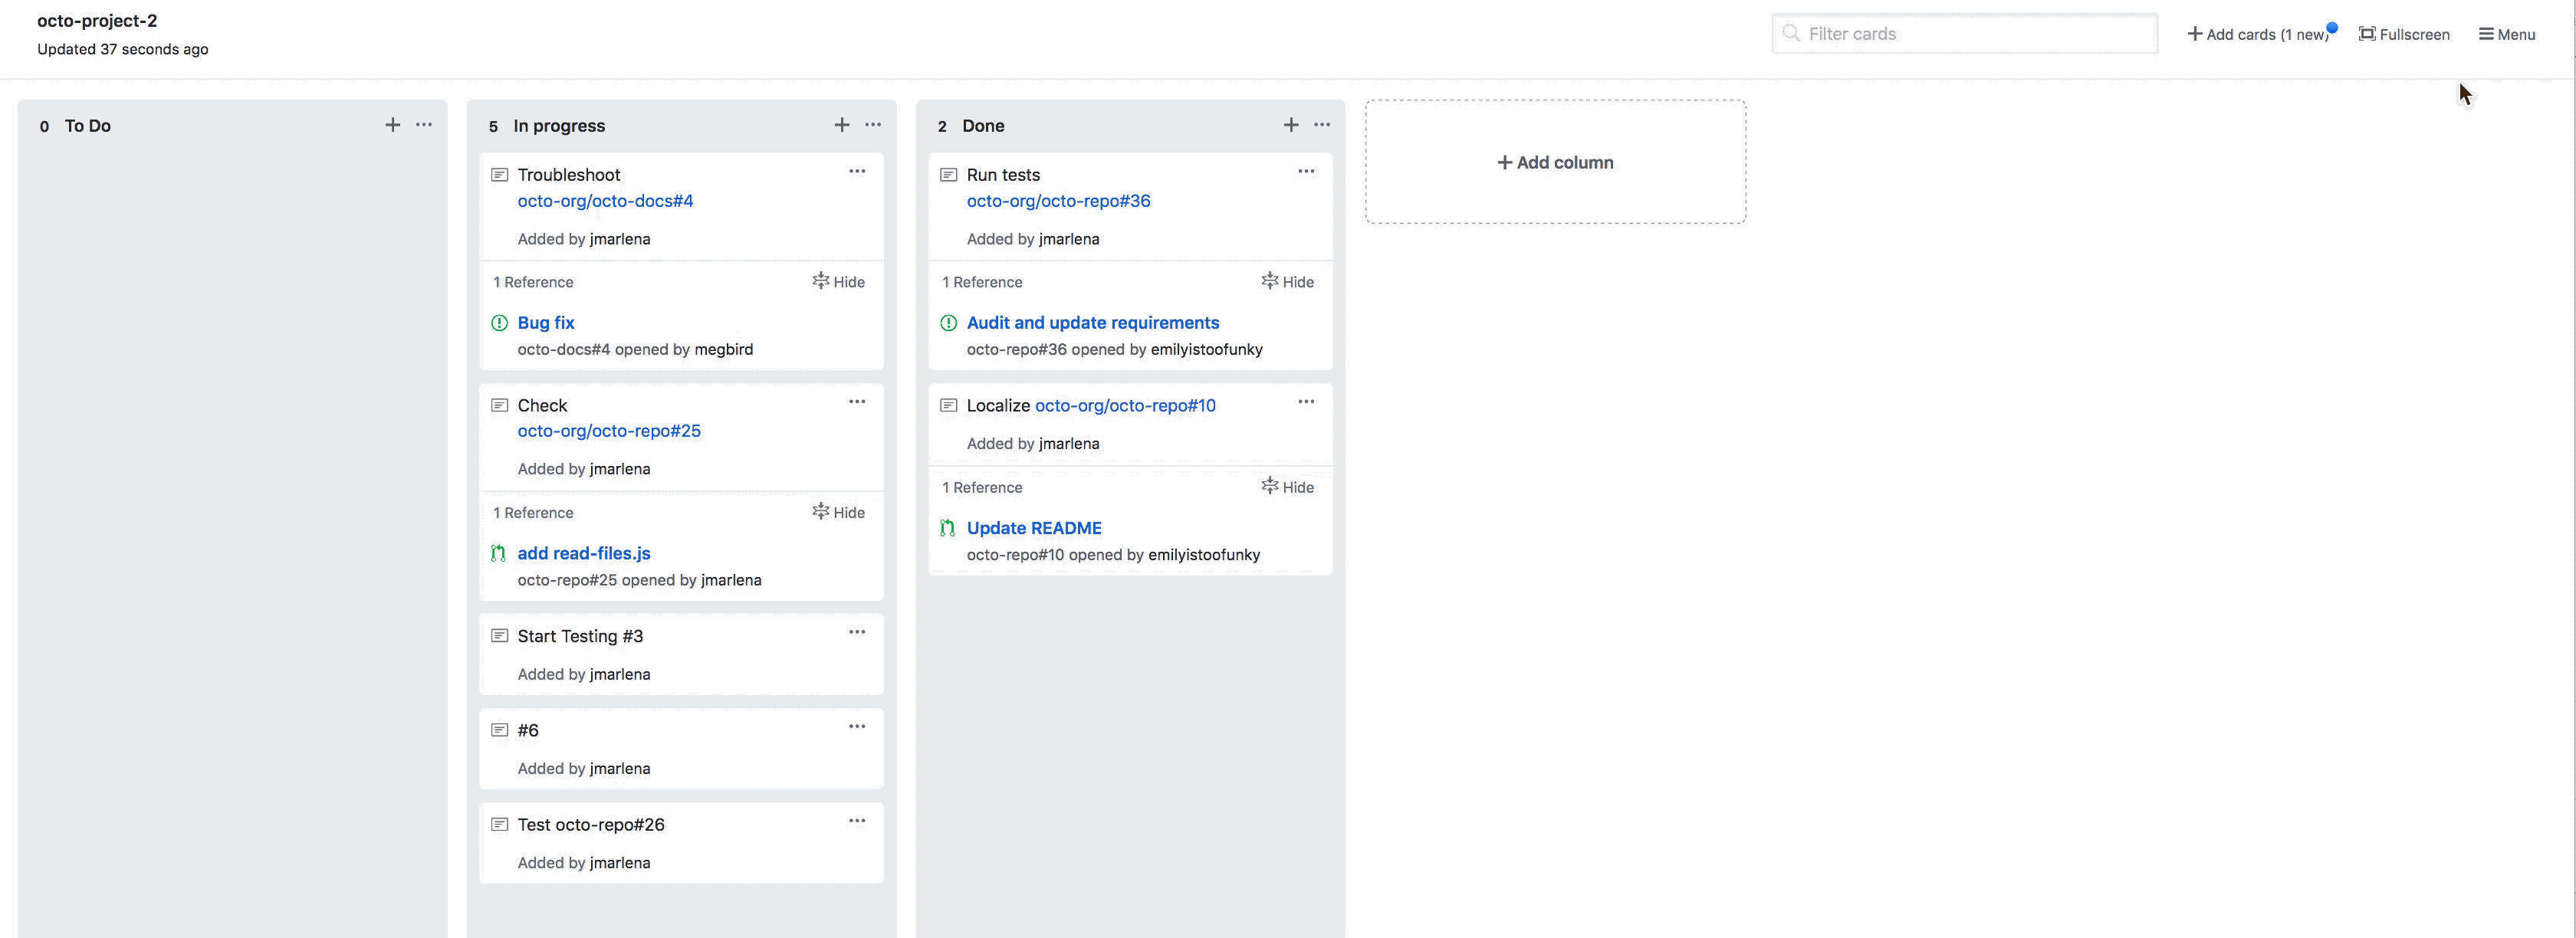 octo-project-2
Updated 37 seconds ago
Filter cards
Add cards (1 new)
Fullscreen
Menu
0 To Do
5 In progress
Troubleshoot
octo-org/octo-docs#4
Added by jmarlena
1 Reference
Hide
Bug fix
octo-docs#4 opened by megbird
Check
octo-org/octo-repo#25
Added by jmarlena
1 Reference
Hide
add read-files.js
octo-repo#25 opened by jmarlena
Start Testing #3
Added by jmarlena
#6
Added by jmarlena
Test octo-repo#26
Added by jmarlena
2 Done
Run tests
octo-org/octo-repo#36
Added by jmarlena
1 Reference
Hide
Audit and update requirements
octo-repo#36 opened by emilyistoofunky
Localize octo-org/octo-repo#10
Added by jmarlena
1 Reference
Hide
Update README
octo-repo#10 opened by emilyistoofunky
Add column